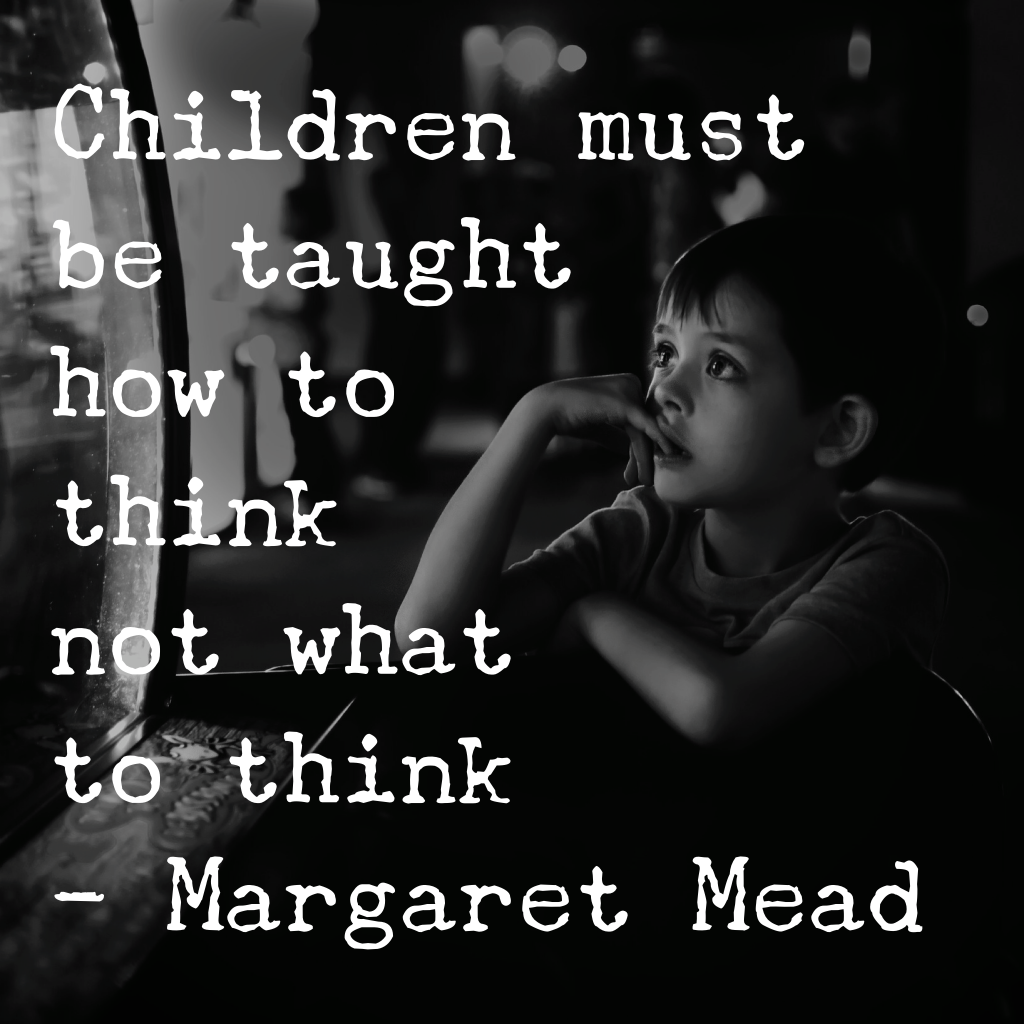 Children must
be taught
how to
think
not what
to think
- Margaret Mead